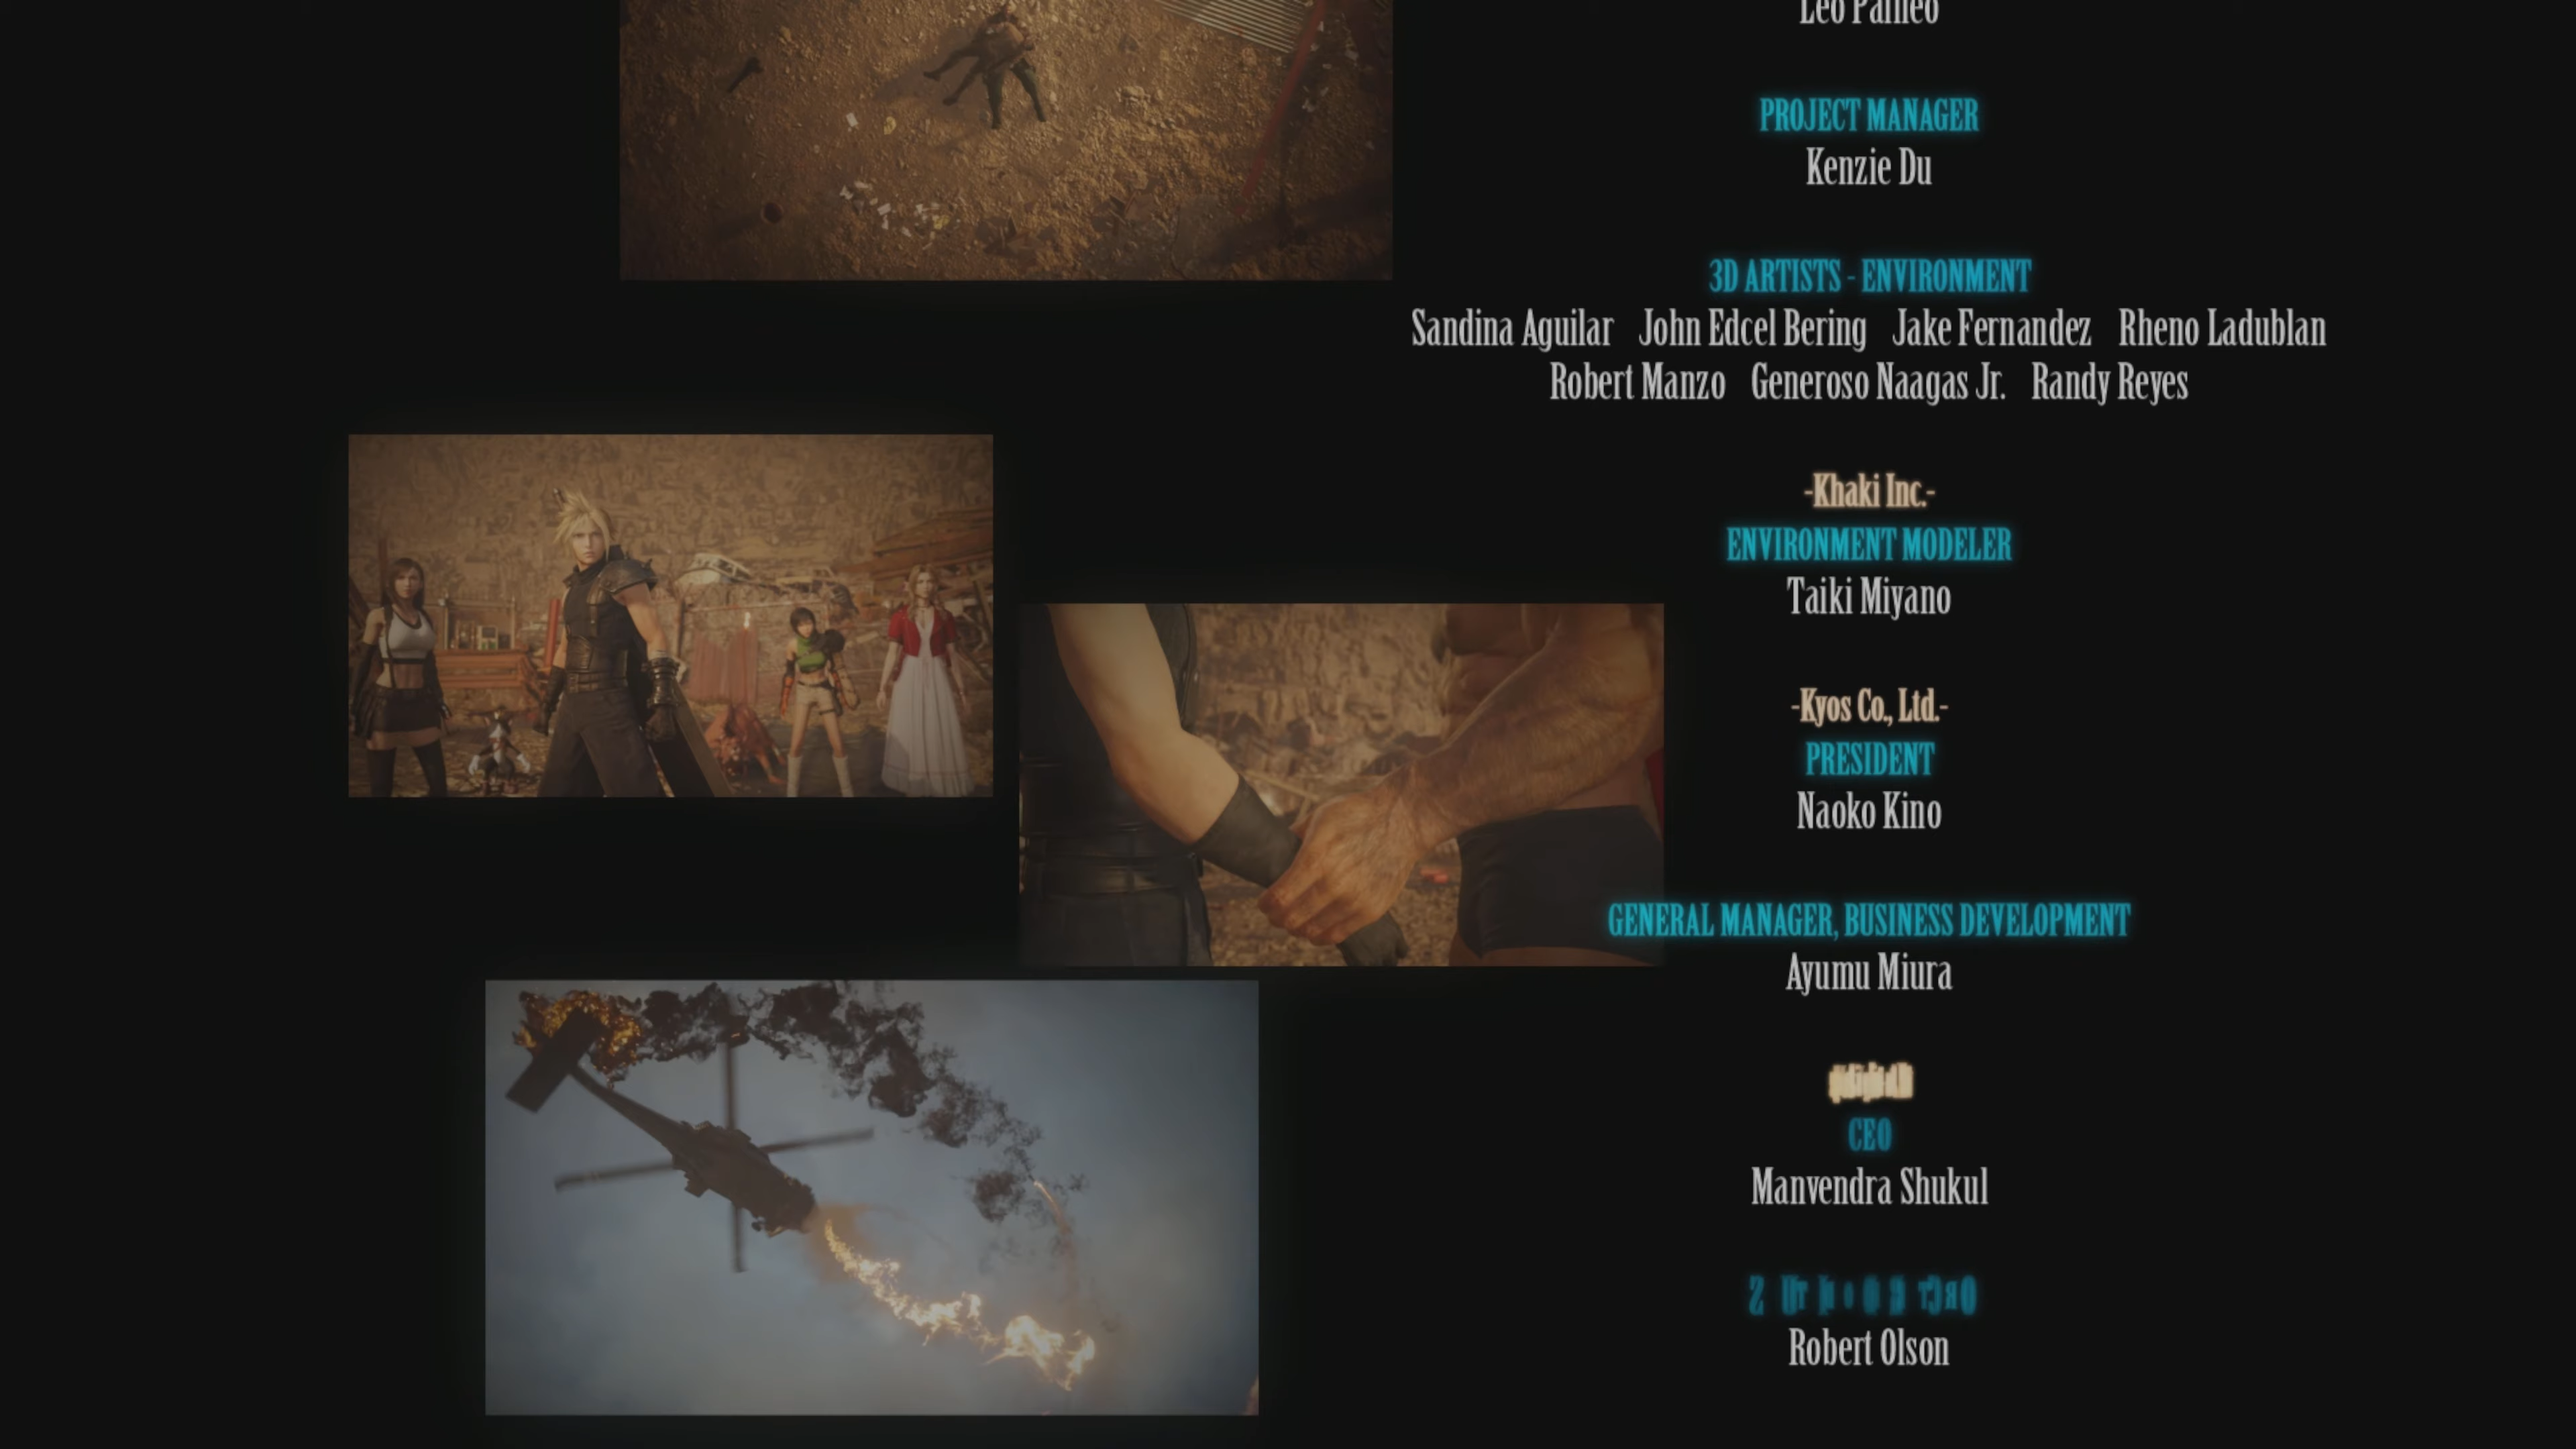 PROJECT MANAGER
Kenzie Du
3D ARTISTS - ENVIRONMENT
Sandina Aguilar John Edcel Bering Jake Fernandez Rheno Ladublan
Robert Manzo Generoso Naagas Jr. Randy Reyes
-Khaki Inc.-
ENVIRONMENT MODELER
Taiki Miyano
-Kyos Co., Ltd.-
PRESIDENT
Naoko Kino
GENERAL MANAGER, BUSINESS DEVELOPMENT
Ayumu Miura
CEO
Manvendra Shukul
Robert Olson